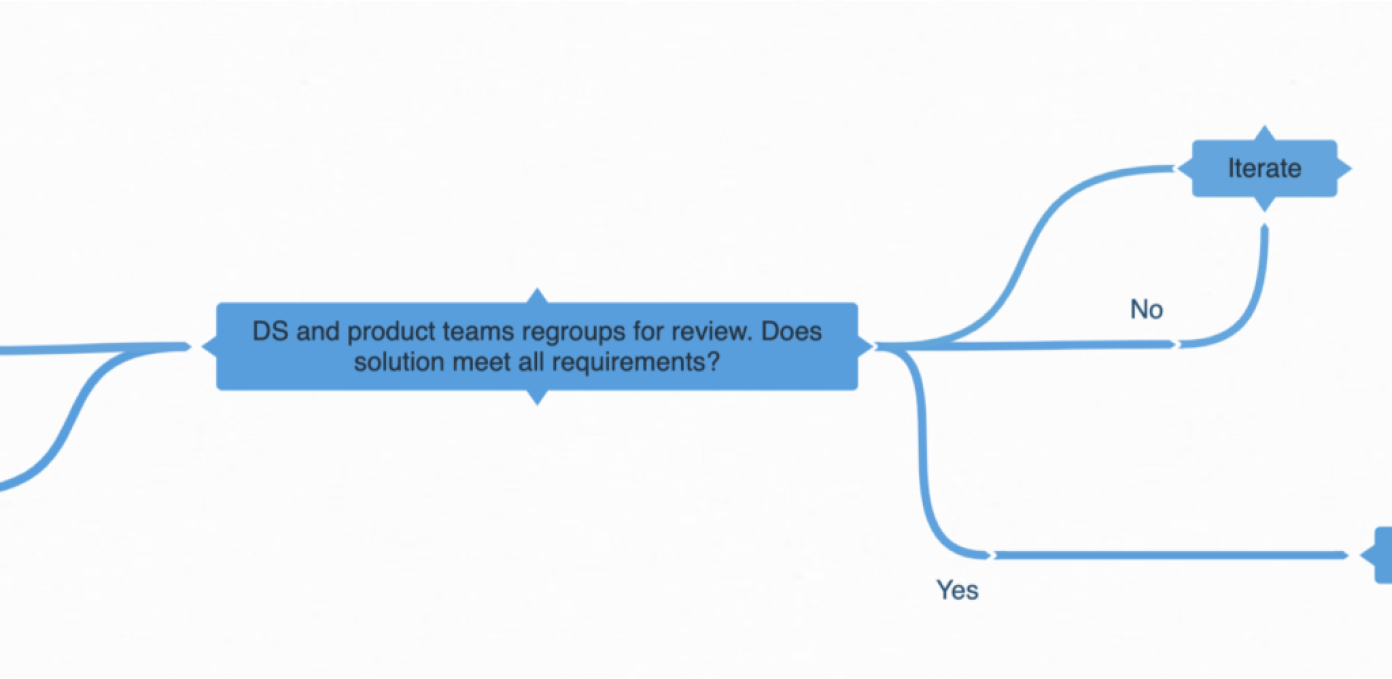 Iterate
No
DS and product teams regroups for review. Does
solution meet all requirements?
Yes